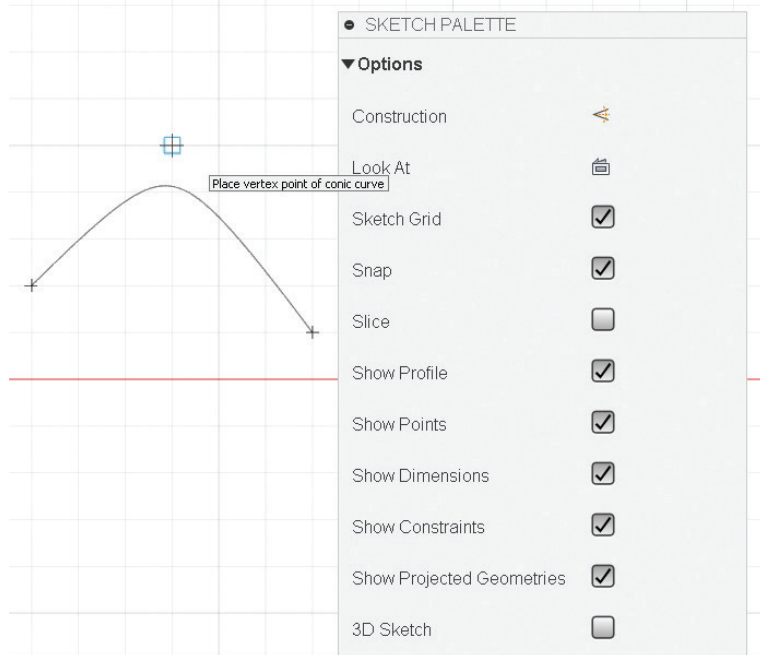 SKETCH PALETTE
Options
Construction
Look At
Place vertex point of conic curve
Sketch Grid
Snap
Slice
Show Profile
Show Points
Show Dimensions
Show Constraints
Show Projected Geometries
3D Sketch